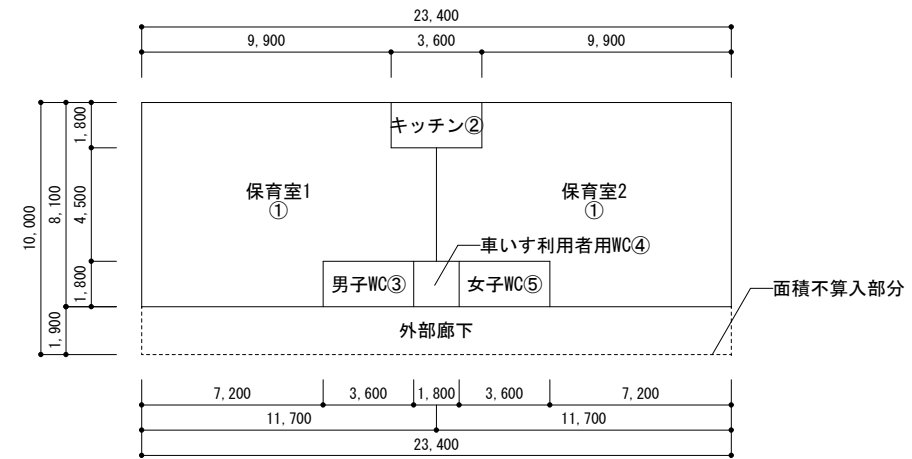 23,400
9,900
3,600
9,900
10,000
8,100
1,900
1,800
4,500
1,800
キッチン②
保育室1
①
保育室2
①
車いす利用者用WC④
男子WC③
女子WC⑤
面積不算入部分
外部廊下
7,200
3,600
1,800
3,600
7,200
11,700
11,700
23,400